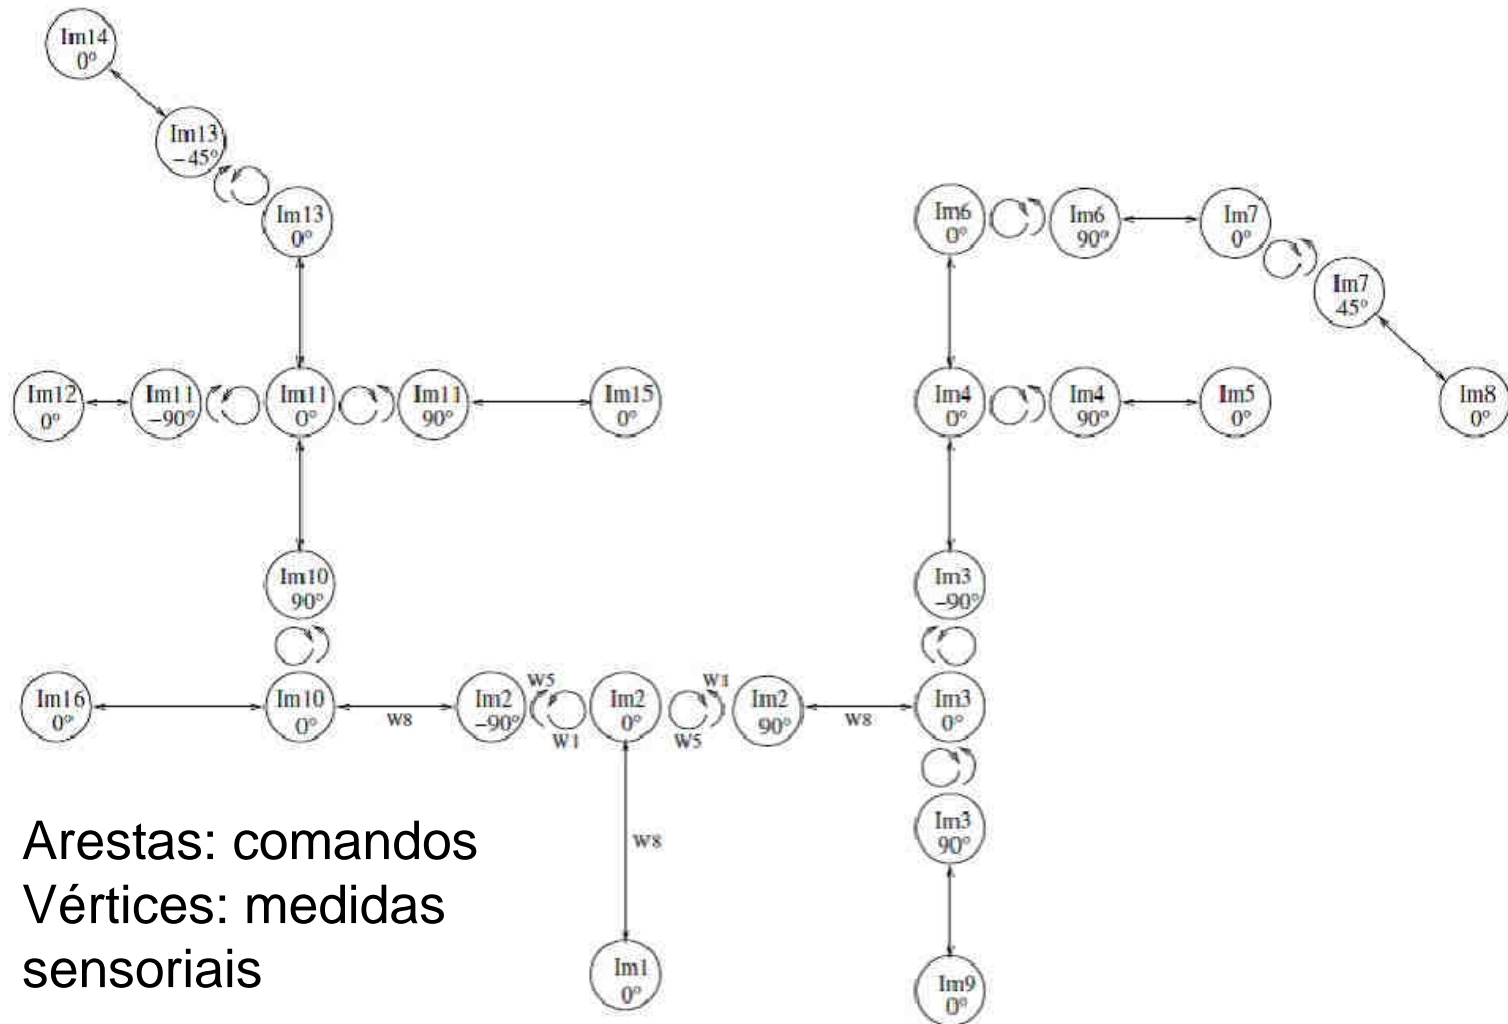 Im14
0°
Im13
−45°
Im13
0°
Im6
0°
Im6
90°
Im7
0°
Im7
45°
Im12
0°
Im11
−90°
Im11
0°
Im11
90°
Im15
0°
Im4
0°
Im4
90°
Im5
0°
Im8
0°
Im10
90°
Im3
−90°
Im16
0°
Im10
0°
W8
Im2
−90°
W5
W1
Im2
0°
W1
W5
Im2
90°
W8
Im3
0°
W8
Im3
90°
Im1
0°
Im9
0°
Arestas: comandos
Vértices: medidas
sensoriais